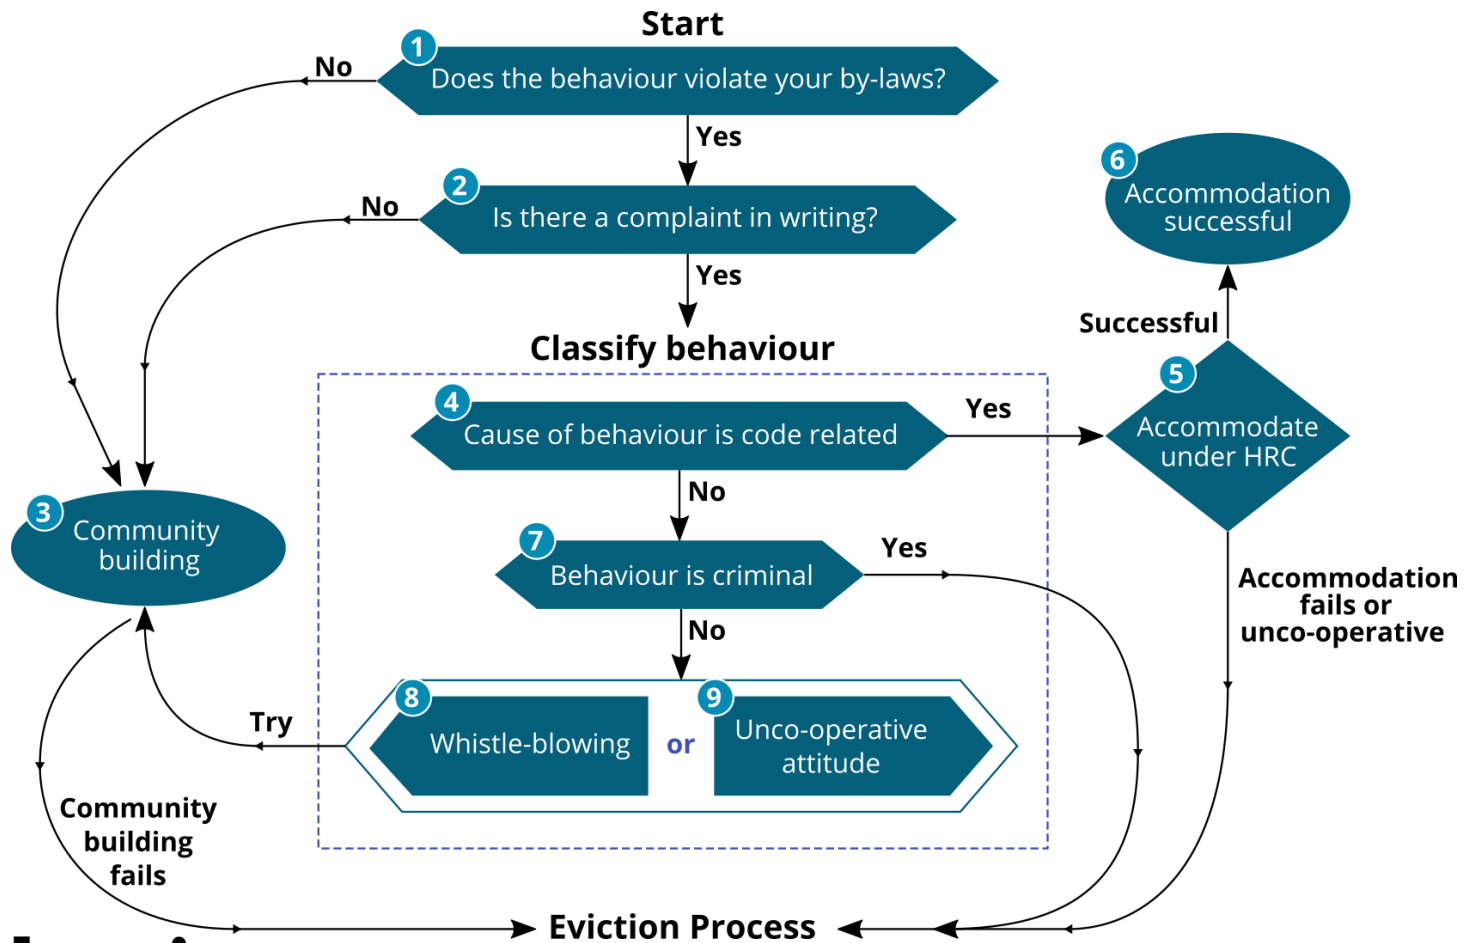 Start
1
Does the behaviour violate your by-laws?
No
Yes
2
Is there a complaint in writing?
No
Yes
Classify behaviour
4
Cause of behaviour is code related
Yes
No
5
Accommodate
under HRC
Successful
6
Accommodation
successful
Accommodation
fails or
unco-operative
7
Behaviour is criminal
Yes
No
8
Whistle-blowing
or
9
Unco-operative
attitude
Try
3
Community
building
Community
building
fails
Eviction Process